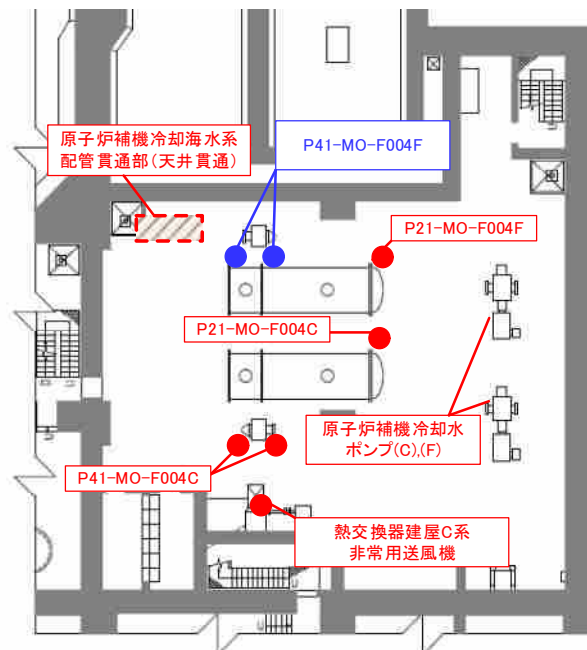 原子炉補機冷却海水系
配管貫通部(天井貫通)
P41-MO-F004F
P21-MO-F004F
P21-MO-F004C
原子炉補機冷却水
ポンプ(C),(F)
P41-MO-F004C
熱交換器建屋C系
非常用送風機